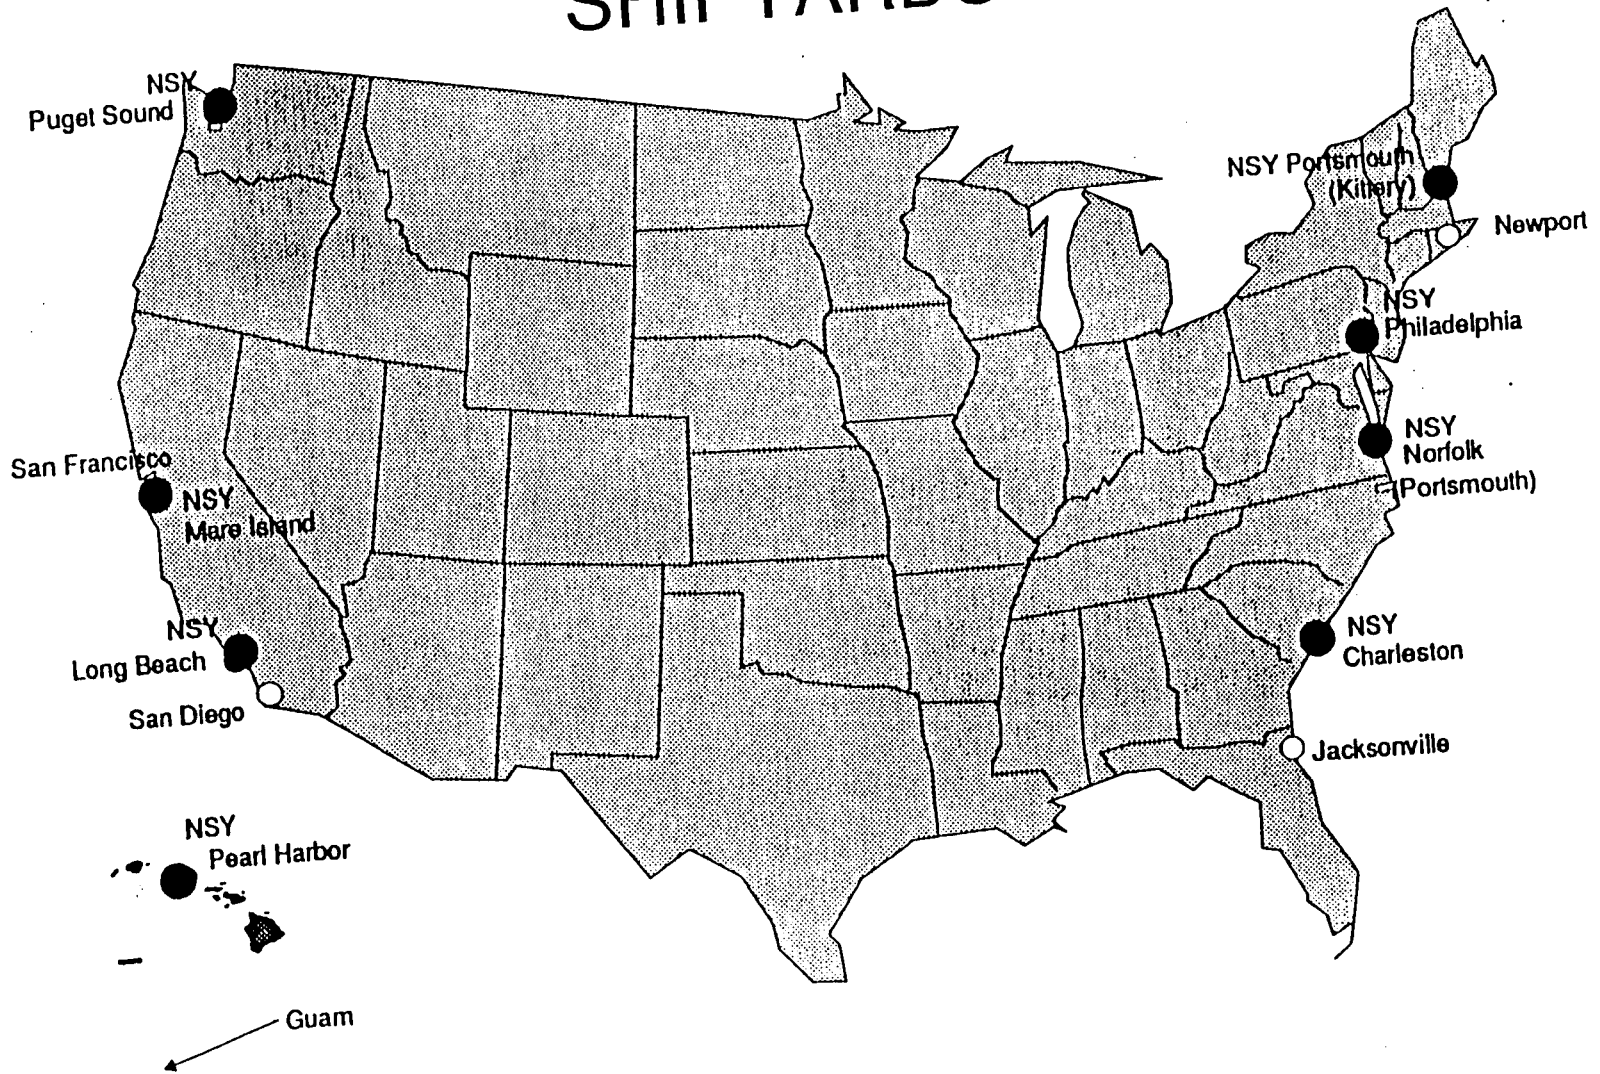 NSY
Puget Sound
NSY Portsmouth
(Kittery)
Newport
NSY
Philadelphia
NSY
Norfolk
(Portsmouth)
San Francisco
NSY
Mare Island
NSY
Long Beach
San Diego
NSY
Charleston
Jacksonville
NSY
Pearl Harbor
Guam